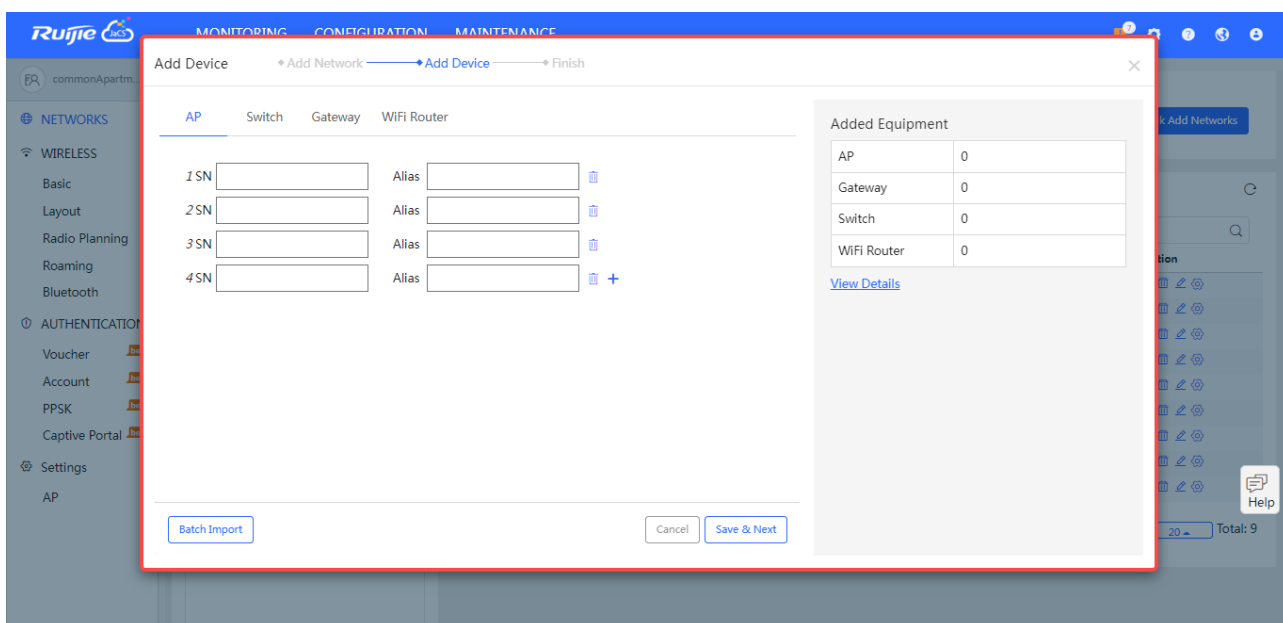 Ruijie JaCS MONITORING CONFIGURATION MAINTENANCE 7
commonApartm...
NETWORKS
WIRELESS
Basic
Layout
Radio Planning
Roaming
Bluetooth
AUTHENTICATION
Voucher
Account
PPSK
Captive Portal
Settings
AP
Add Device Add Network Add Device Finish
AP Switch Gateway WiFi Router
1 SN Alias
2 SN Alias
3 SN Alias
4 SN Alias
Batch Import Cancel Save & Next
Added Equipment
AP 0
Gateway 0
Switch 0
WiFi Router 0
View Details
k Add Networks
tion
Help
20 Total: 9